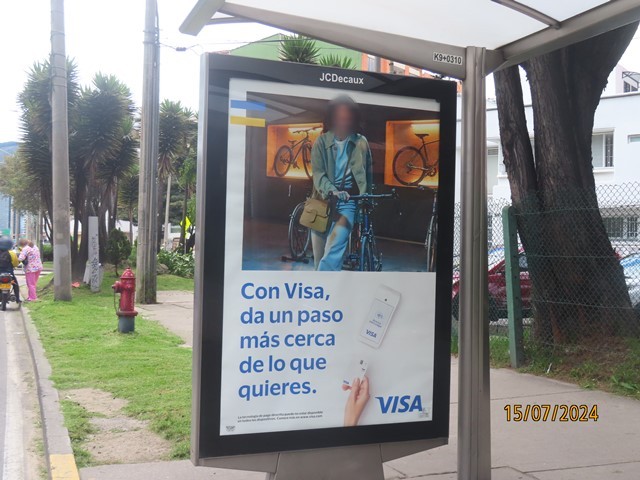 K9+0310
JCDecaux
Con Visa,
da un paso
más cerca
de lo que
quieres.
VISA
VISA
15/07/2024